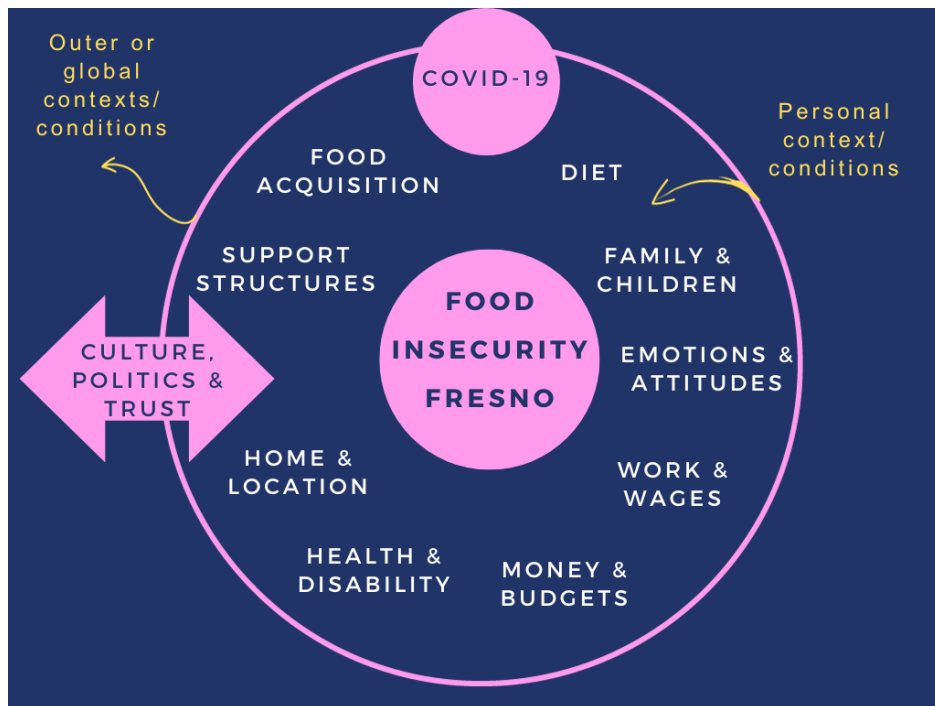 Outer or
global
contexts/
conditions
COVID-19
Personal
context/
conditions
FOOD
ACQUISITION
DIET
SUPPORT
STRUCTURES
FAMILY &
CHILDREN
FOOD
INSECURITY
FRESNO
CULTURE,
POLITICS &
TRUST
EMOTIONS &
ATTITUDES
HOME &
LOCATION
WORK &
WAGES
HEALTH &
DISABILITY
MONEY &
BUDGETS